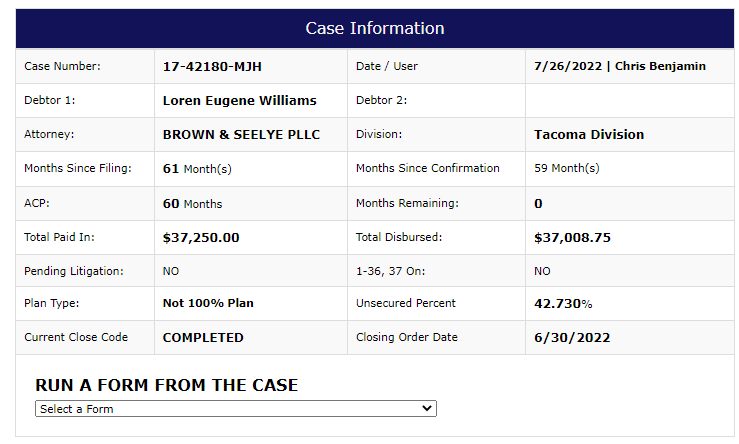 Case Information
Case Number: 17-42180-MJH Date / User 7/26/2022 | Chris Benjamin
Debtor 1: Loren Eugene Williams Debtor 2:
Attorney: BROWN & SEELYE PLLC Division: Tacoma Division
Months Since Filing: 61 Month(s) Months Since Confirmation 59 Month(s)
ACP: 60 Months Months Remaining: 0
Total Paid In: $37,250.00 Total Disbursed: $37,008.75
Pending Litigation: NO 1-36, 37 On: NO
Plan Type: Not 100% Plan Unsecured Percent 42.730%
Current Close Code COMPLETED Closing Order Date 6/30/2022
RUN A FORM FROM THE CASE
Select a Form